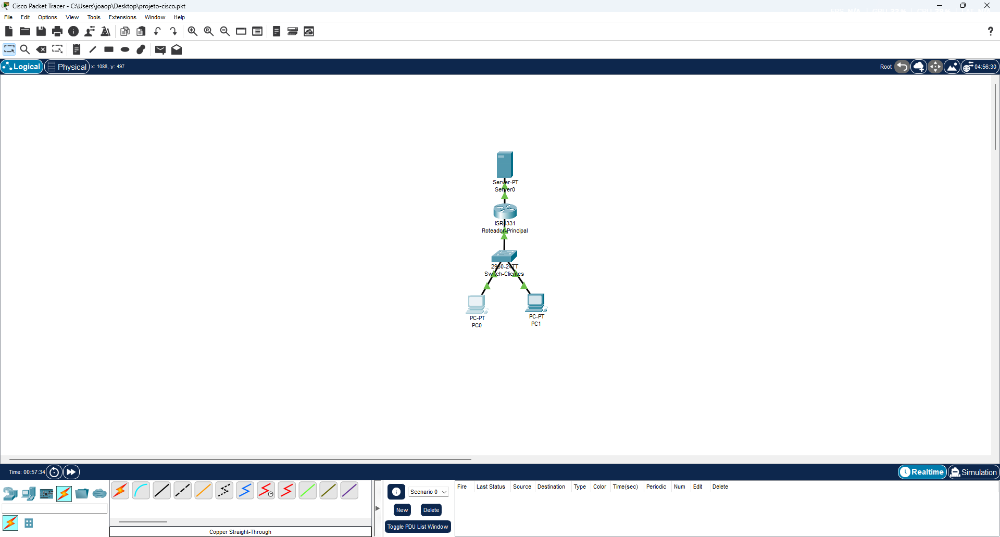 Cisco Packet Tracer - C:\Users\joaop\Desktop\projeto-cisco.pkt
File Edit Options View Tools Extensions Window Help
Logical Physical x: 1088, y: 497 Root 04:56:30
Server-PT
Server0
ISR4331
Roteador-Principal
2960-24TT
Switch-Clientes
PC-PT
PC0
PC-PT
PC1
Time: 00:57:34 Realtime Simulation
Scenario 0
New Delete
Toggle PDU List Window
Fire Last Status Source Destination Type Color Time(sec) Periodic Num Edit Delete
Copper Straight-Through